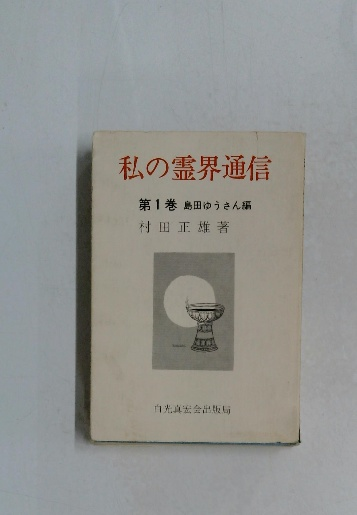 私の霊界通信
第1巻 島田ゆうさん編
村田正雄著
白光真宏会出版局